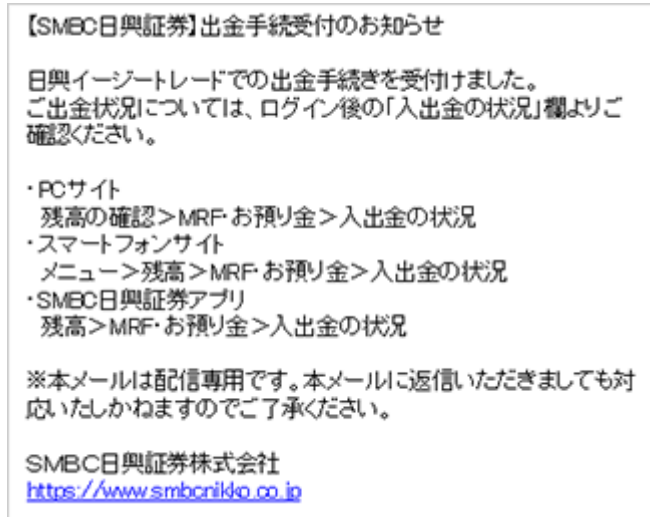 【SMBC日興証券】出金手続受付のお知らせ
日興イージートレードでの出金手続きを受付けました。
ご出金状況については、ログイン後の「入出金の状況」欄よりご
確認ください。
・PCサイト
残高の確認>MRF・お預り金>入出金の状況
・スマートフォンサイト
メニュー>残高>MRF・お預り金>入出金の状況
・SMBC日興証券アプリ
残高>MRF・お預り金>入出金の状況
※本メールは配信専用です。本メールに返信いただきましても対
応いたしかねますのでご了承ください。
SMBC日興証券株式会社
https://www.smbcnikko.co.jp